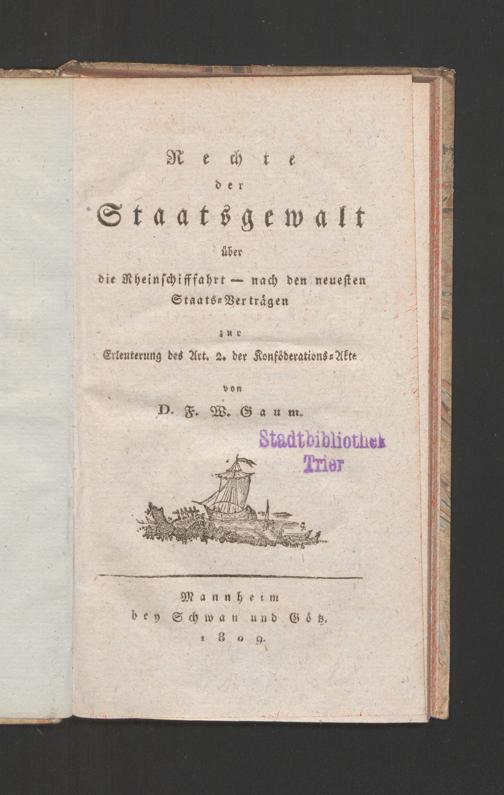 Rechte
der
Staatsgewalt
über
die Rheinschifffahrt — nach den neuesten
Staats-Verträgen
zur
Erleuterung des Art. 2. der Konföderations-Akte
von
D. F. W. Gaum.
Stadtbibliothek
Trier
Mannheim
bey Schwan und Götz.
1809.